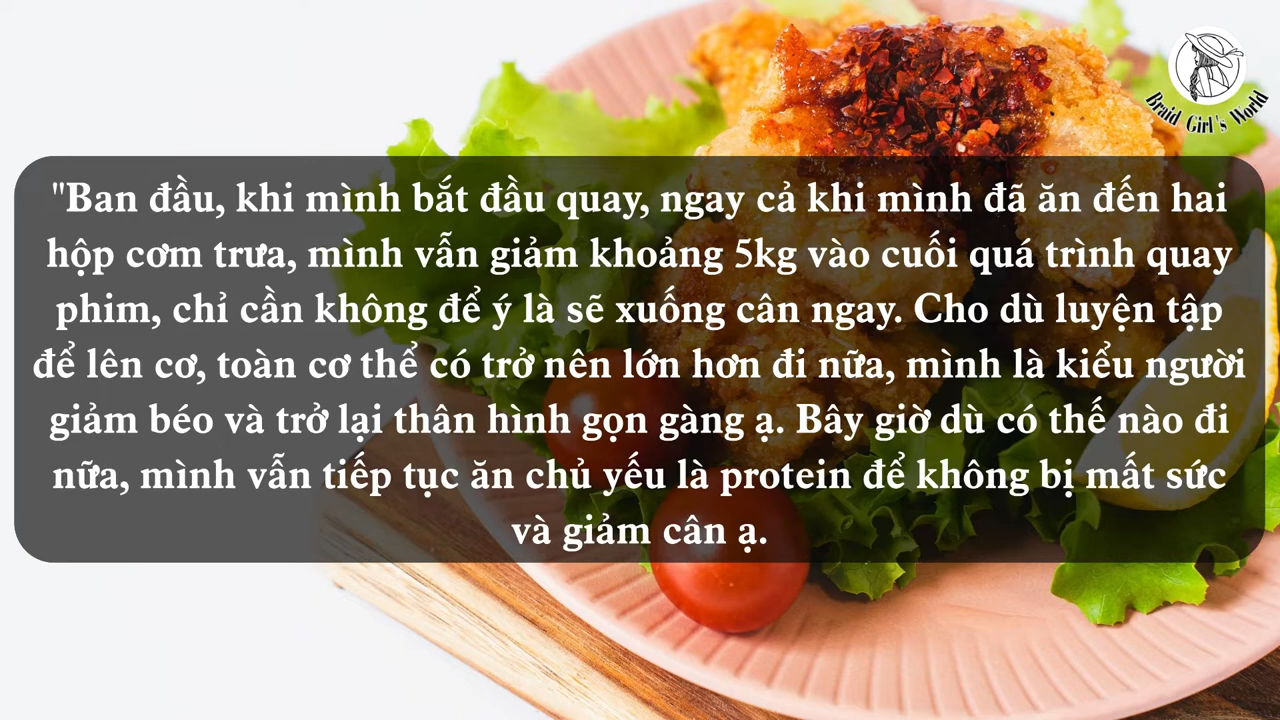 Braid Girl's World
"Ban đầu, khi mình bắt đầu quay, ngay cả khi mình đã ăn đến hai
hộp cơm trưa, mình vẫn giảm khoảng 5kg vào cuối quá trình quay
phim, chỉ cần không để ý là sẽ xuống cân ngay. Cho dù luyện tập
để lên cơ, toàn cơ thể có trở nên lớn hơn đi nữa, mình là kiểu người
giảm béo và trở lại thân hình gọn gàng ạ. Bây giờ dù có thế nào đi
nữa, mình vẫn tiếp tục ăn chủ yếu là protein để không bị mất sức
và giảm cân ạ.